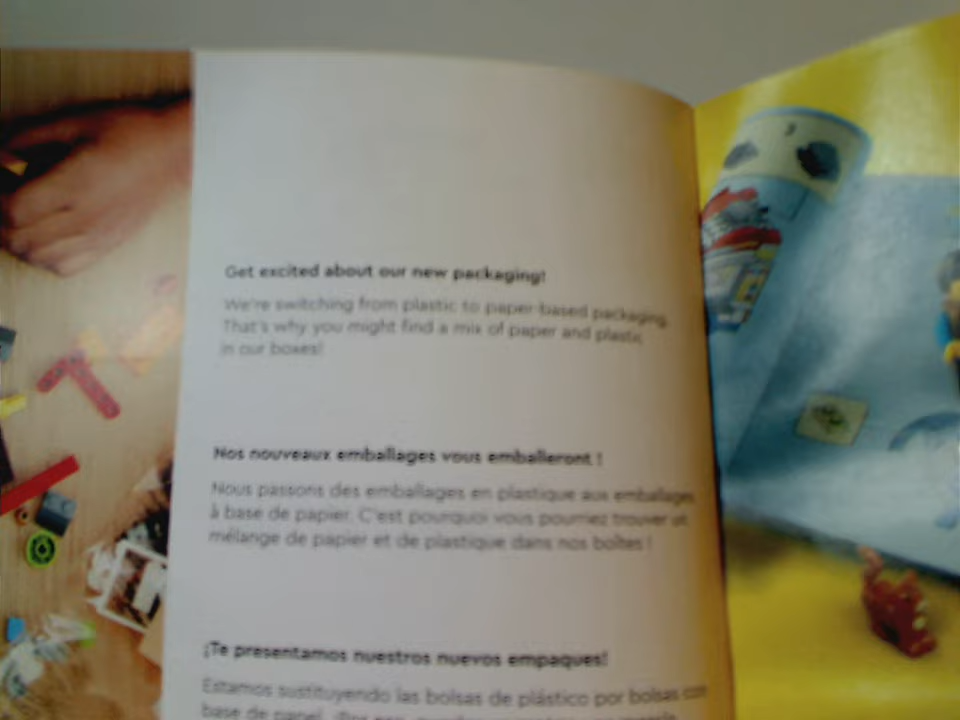 Get excited about our new packaging!
We're switching from plastic to paper-based packaging.
That's why you might find a mix of paper and plastic
in our boxes!
Nos nouveaux emballages vous emballeront !
Nous passons des emballages en plastique aux emballages
à base de papier. C'est pourquoi vous pourriez trouver un
mélange de papier et de plastique dans nos boîtes !
¡Te presentamos nuestros nuevos empaques!
Estamos sustituyendo las bolsas de plástico por bolsas con
base de papel. ¡Por eso,